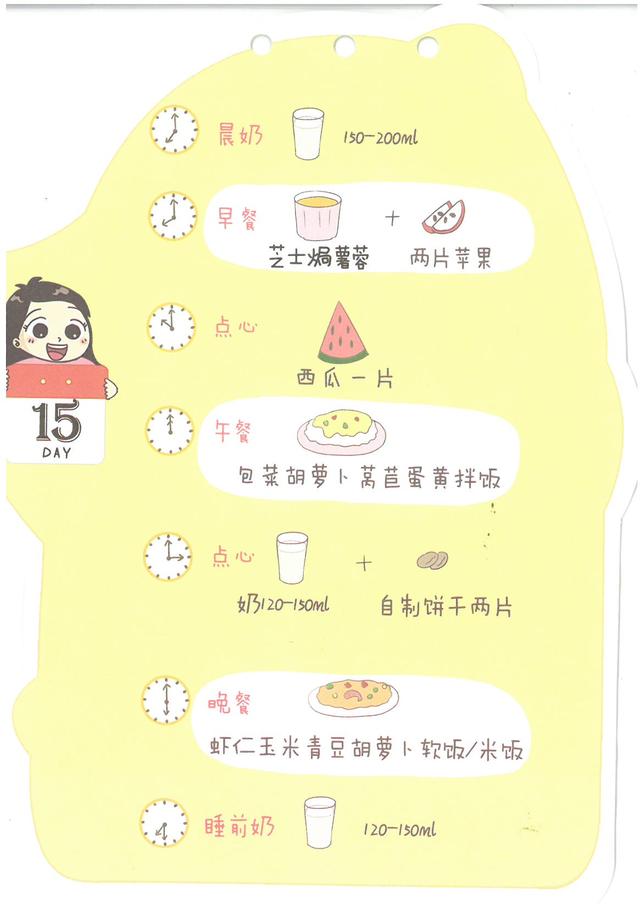 晨奶
150-200ml
早餐
+
芝士焗薯蓉
两片苹果
点心
西瓜一片
15
DAY
午餐
包菜胡萝卜莴苣蛋黄拌饭
点心
+
奶120-150ml
自制饼干两片
晚餐
虾仁玉米青豆胡萝卜软饭/米饭
睡前奶
120-150ml